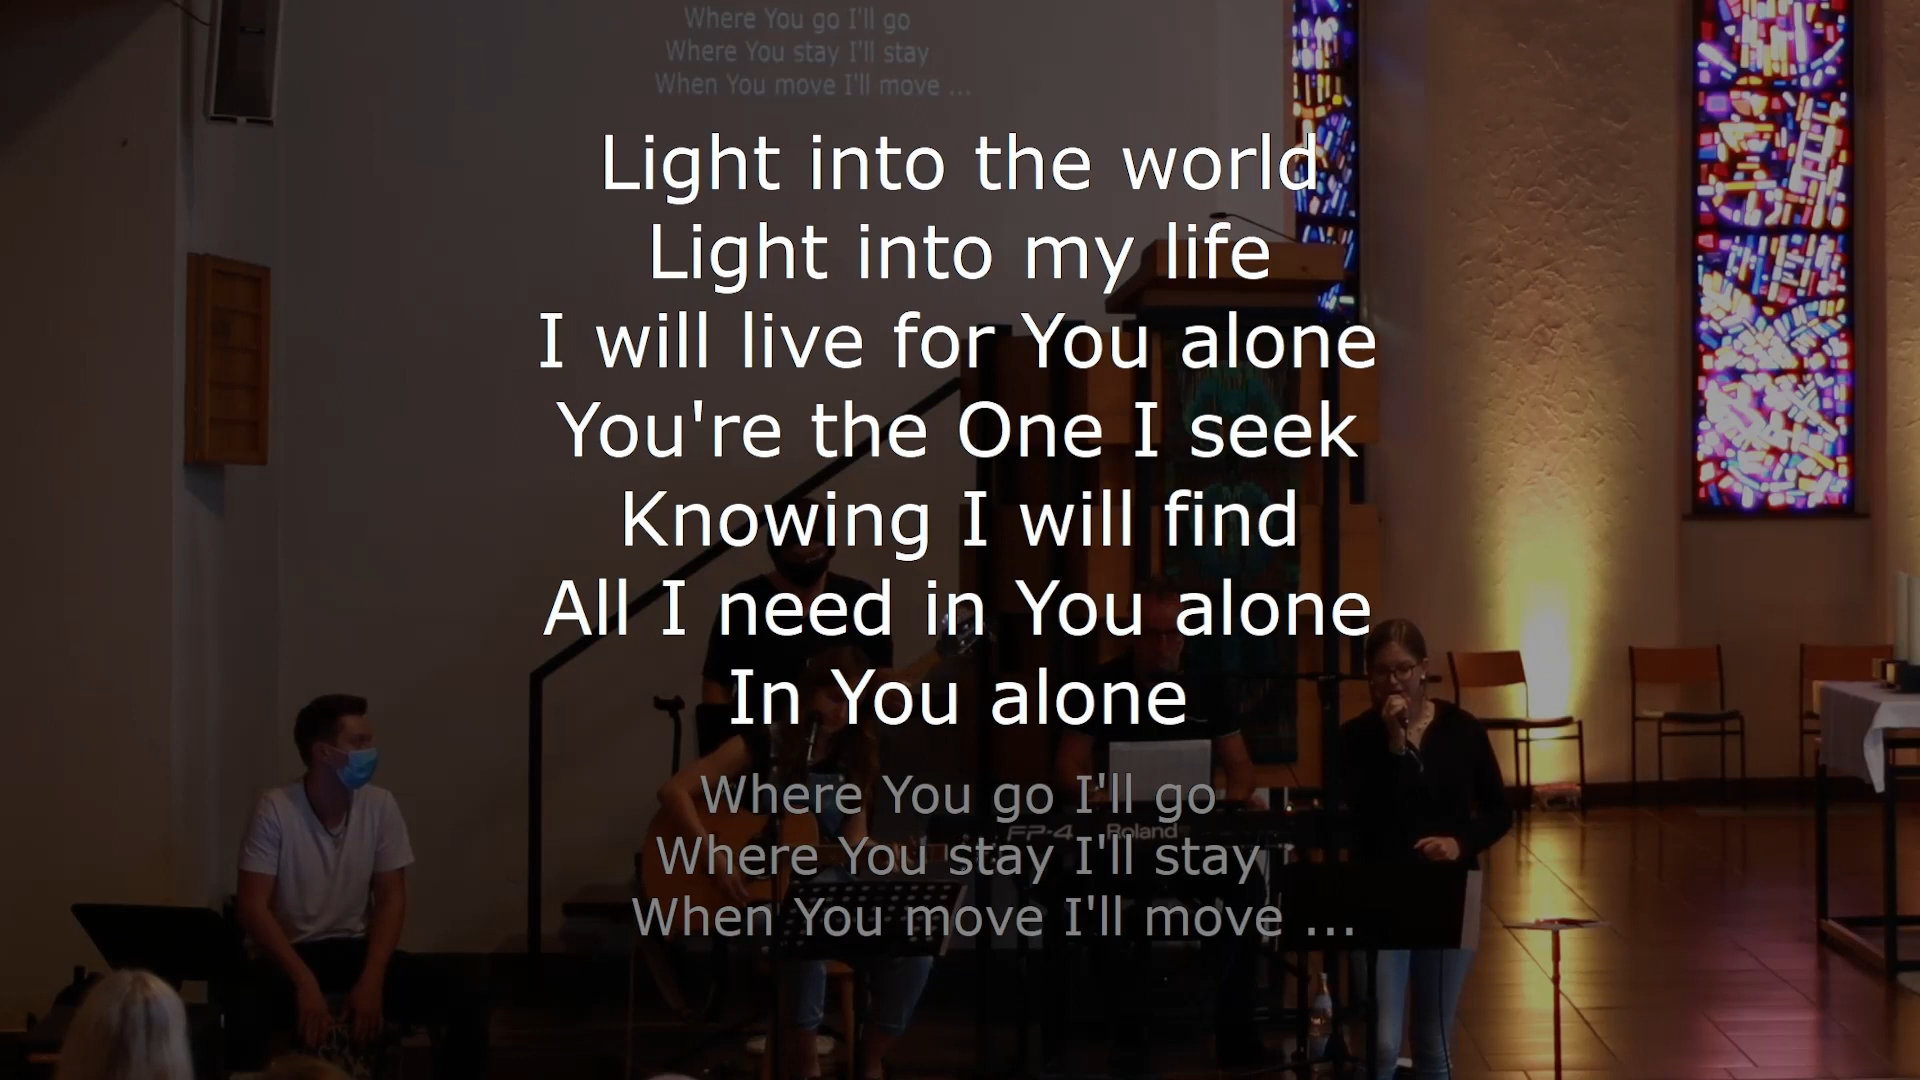 Where You go I'll go
Where You stay I'll stay
When You move I'll move ...
Light into the world
Light into my life
I will live for You alone
You're the One I seek
Knowing I will find
All I need in You alone
In You alone
Where You go I'll go
FP-4 Roland
Where You stay I'll stay
When You move I'll move ...